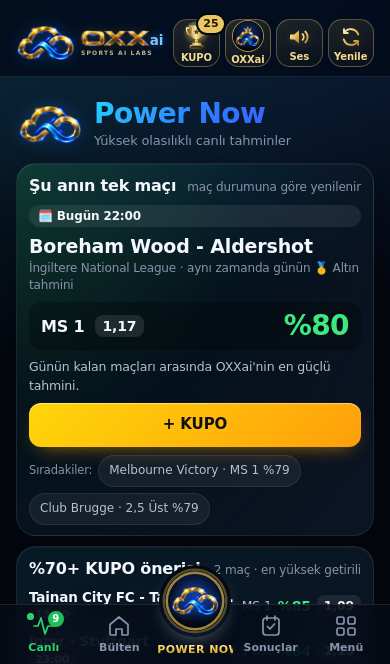 OXX ai
SPORTS AI LABS
25
KUPO
OXXai
Ses
Yenile
Power Now
Yüksek olasılıklı canlı tahminler
Şu anın tek maçı
maç durumuna göre yenilenir
Bugün 22:00
Boreham Wood - Aldershot
İngiltere National League · aynı zamanda günün 🥇 Altın
tahmini
MS 1 1,17 %80
Günün kalan maçları arasında OXXai'nin en güçlü
tahmini.
+ KUPO
Sıradakiler: Melbourne Victory · MS 1 %79
Club Brugge · 2,5 Üst %79
%70+ KUPO
2 maç · en yüksek getirili
Tainan City FC -
MS 1 %85
9
Canlı
Bülten
POWER NOW
Sonuçlar
Menü